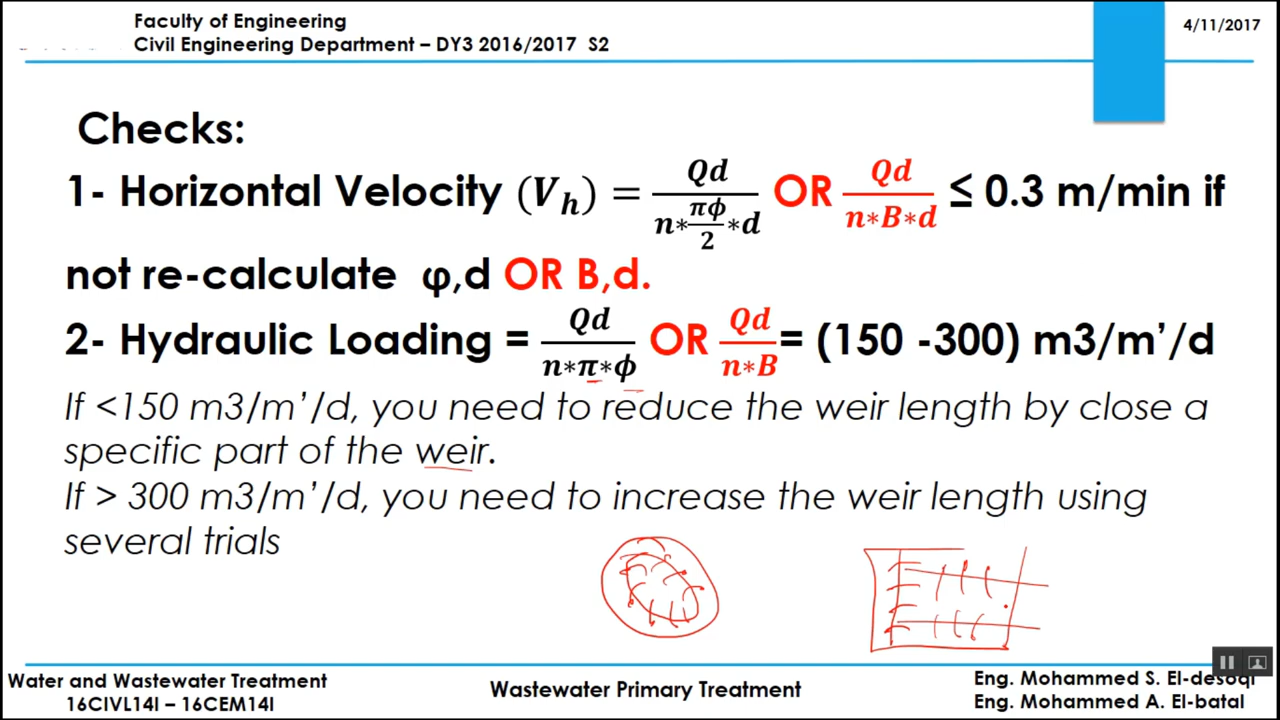 Faculty of Engineering
Civil Engineering Department – DY3 2016/2017 S2
4/11/2017
Checks:
1- Horizontal Velocity (V_h) = Qd / (n*(πϕ/2)*d) OR Qd / (n*B*d) ≤ 0.3 m/min if
not re-calculate φ,d OR B,d.
2- Hydraulic Loading = Qd / (n*π*ϕ) OR Qd / (n*B) = (150 -300) m3/m’/d
If <150 m3/m’/d, you need to reduce the weir length by close a
specific part of the weir.
If > 300 m3/m’/d, you need to increase the weir length using
several trials
Water and Wastewater Treatment
16CIVL14I – 16CEM14I
Wastewater Primary Treatment
Eng. Mohammed S. El-desoqi
Eng. Mohammed A. El-batal